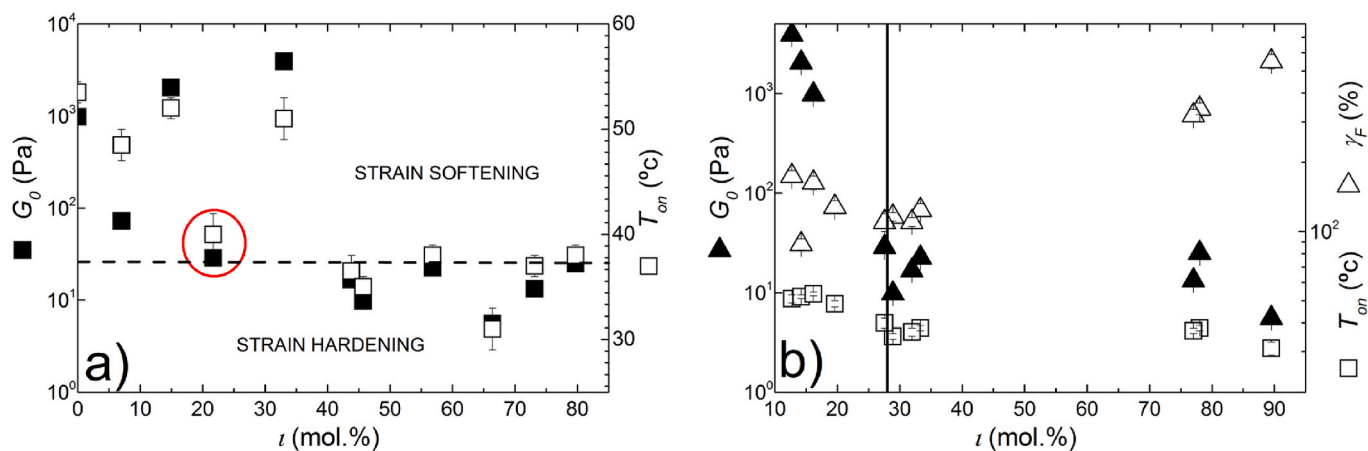 10⁴
10³
10²
10¹
10⁰
G₀ (Pa)
0 10 20 30 40 50 60 70 80
ι (mol.%)
60
50
40
30
Tₒₙ (ºc)
STRAIN SOFTENING
STRAIN HARDENING
a)
10³
10²
10¹
10⁰
G₀ (Pa)
10 20 30 40 50 60 70 80 90
ι (mol.%)
10²
γ_F (%)
Tₒₙ (ºc)
b)